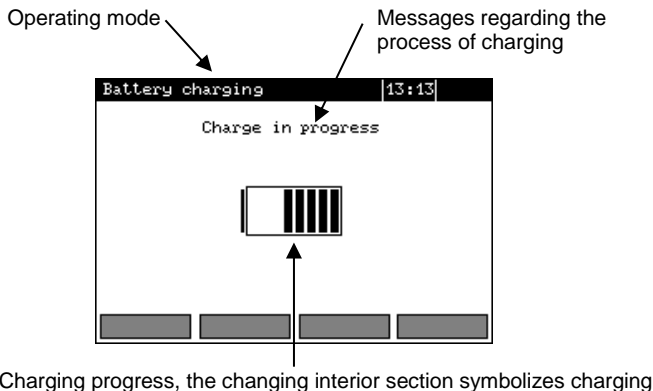 Operating mode
Messages regarding the
process of charging
Battery charging 13:13
Charge in progress
Charging progress, the changing interior section symbolizes charging